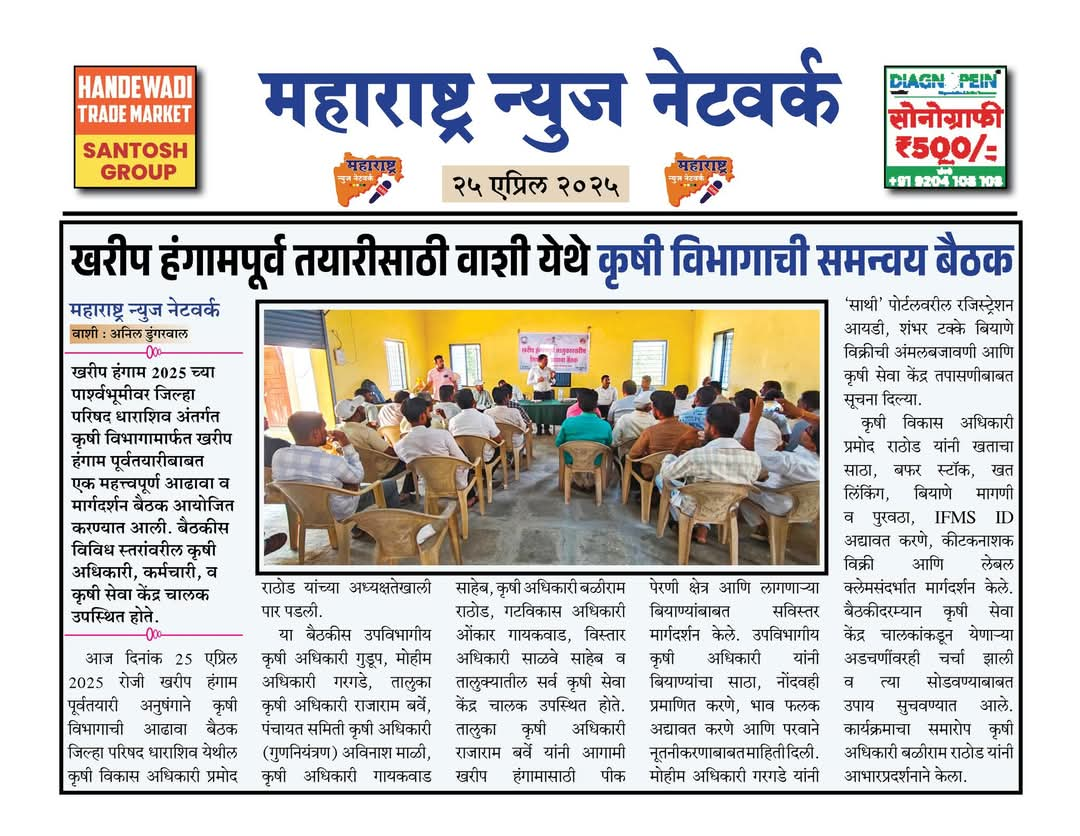 HANDEWADI
TRADE MARKET
SANTOSH
GROUP
महाराष्ट्र न्युज नेटवर्क
सोनोग्राफी
₹500/-
+91 9204 108 108
महाराष्ट्र
न्युज नेटवर्क
२५ एप्रिल २०२५
महाराष्ट्र
न्युज नेटवर्क
खरीप हंगामपूर्व तयारीसाठी वाशी येथे कृषी विभागाची समन्वय बैठक
महाराष्ट्र न्युज नेटवर्क
वाशी : अनिल डुंगरवाल
खरीप हंगाम 2025 च्या
पार्श्वभूमीवर जिल्हा
परिषद धाराशिव अंतर्गत
कृषी विभागामार्फत खरीप
हंगाम पूर्वतयारीबाबत
एक महत्त्वपूर्ण आढावा व
मार्गदर्शन बैठक आयोजित
करण्यात आली. बैठकीस
विविध स्तरांवरील कृषी
अधिकारी, कर्मचारी, व
कृषी सेवा केंद्र चालक
उपस्थित होते.
आज दिनांक 25 एप्रिल
2025 रोजी खरीप हंगाम
पूर्वतयारी अनुषंगाने कृषी
विभागाची आढावा बैठक
जिल्हा परिषद धाराशिव येथील
कृषी विकास अधिकारी प्रमोद
खरीप हंगामपूर्व तालुकास्तरीय
बैठक
राठोड यांच्या अध्यक्षतेखाली
पार पडली.
या बैठकीस उपविभागीय
कृषी अधिकारी गुडूप, मोहीम
अधिकारी गरगडे, तालुका
कृषी अधिकारी राजाराम बर्वे,
पंचायत समिती कृषी अधिकारी
(गुणनियंत्रण) अविनाश माळी,
कृषी अधिकारी गायकवाड
साहेब, कृषी अधिकारी बळीराम
राठोड, गटविकास अधिकारी
ओंकार गायकवाड, विस्तार
अधिकारी साळवे साहेब व
तालुक्यातील सर्व कृषी सेवा
केंद्र चालक उपस्थित होते.
तालुका कृषी अधिकारी
राजाराम बर्वे यांनी आगामी
खरीप हंगामासाठी पीक
पेरणी क्षेत्र आणि लागणाऱ्या
बियाण्यांबाबत सविस्तर
मार्गदर्शन केले. उपविभागीय
कृषी अधिकारी यांनी
बियाण्यांचा साठा, नोंदवही
प्रमाणित करणे, भाव फलक
अद्यावत करणे आणि परवाने
नूतनीकरणाबाबत माहिती दिली.
मोहीम अधिकारी गरगडे यांनी
‘साथी’ पोर्टलवरील रजिस्ट्रेशन
आयडी, शंभर टक्के बियाणे
विक्रीची अंमलबजावणी आणि
कृषी सेवा केंद्र तपासणीबाबत
सूचना दिल्या.
कृषी विकास अधिकारी
प्रमोद राठोड यांनी खताचा
साठा, बफर स्टॉक, खत
लिंकिंग, बियाणे मागणी
व पुरवठा, IFMS ID
अद्यावत करणे, कीटकनाशक
विक्री आणि लेबल
क्लेमसंदर्भात मार्गदर्शन केले.
बैठकीदरम्यान कृषी सेवा
केंद्र चालकांकडून येणाऱ्या
अडचणींवरही चर्चा झाली
व त्या सोडवण्याबाबत
उपाय सुचवण्यात आले.
कार्यक्रमाचा समारोप कृषी
अधिकारी बळीराम राठोड यांनी
आभारप्रदर्शनाने केला.